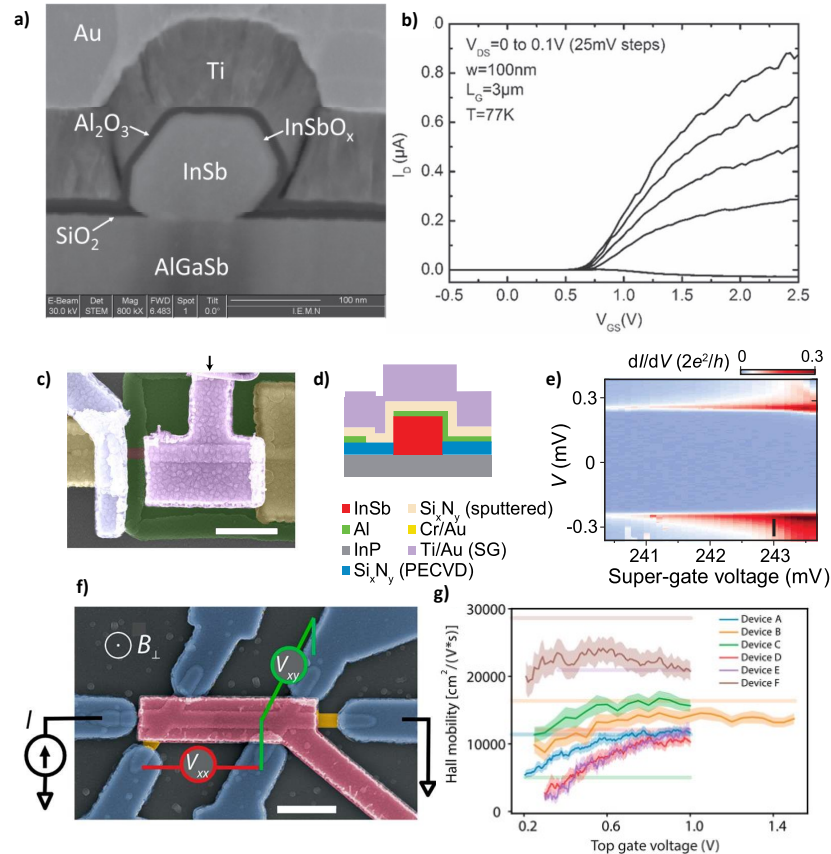 a)
Au
Ti
Al2O3
InSbOx
InSb
SiO2
AlGaSb
E-Beam Det Mag FWD Spot Tilt 100 nm
30.0 kV STEM 800 kX 6.483 1 0.0° I.E.M.N
b)
VDS=0 to 0.1V (25mV steps)
w=100nm
LG=3µm
T=77K
ID (µA)
0.8
0.6
0.4
0.2
0.0
-0.5 0.0 0.5 1.0 1.5 2.0 2.5
VGS(V)
c)
d)
InSb
Al
InP
SixNy (PECVD)
SixNy (sputtered)
Cr/Au
Ti/Au (SG)
e)
dI/dV (2e²/h)
0 0.3
V (mV)
0.3
0
-0.3
241 242 243
Super-gate voltage (mV)
f)
B⊥
I
Vxy
Vxx
g)
Hall mobility [cm²/(V*s)]
30000
20000
10000
0
0.2 0.6 1.0 1.4
Top gate voltage (V)
Device A
Device B
Device C
Device D
Device E
Device F